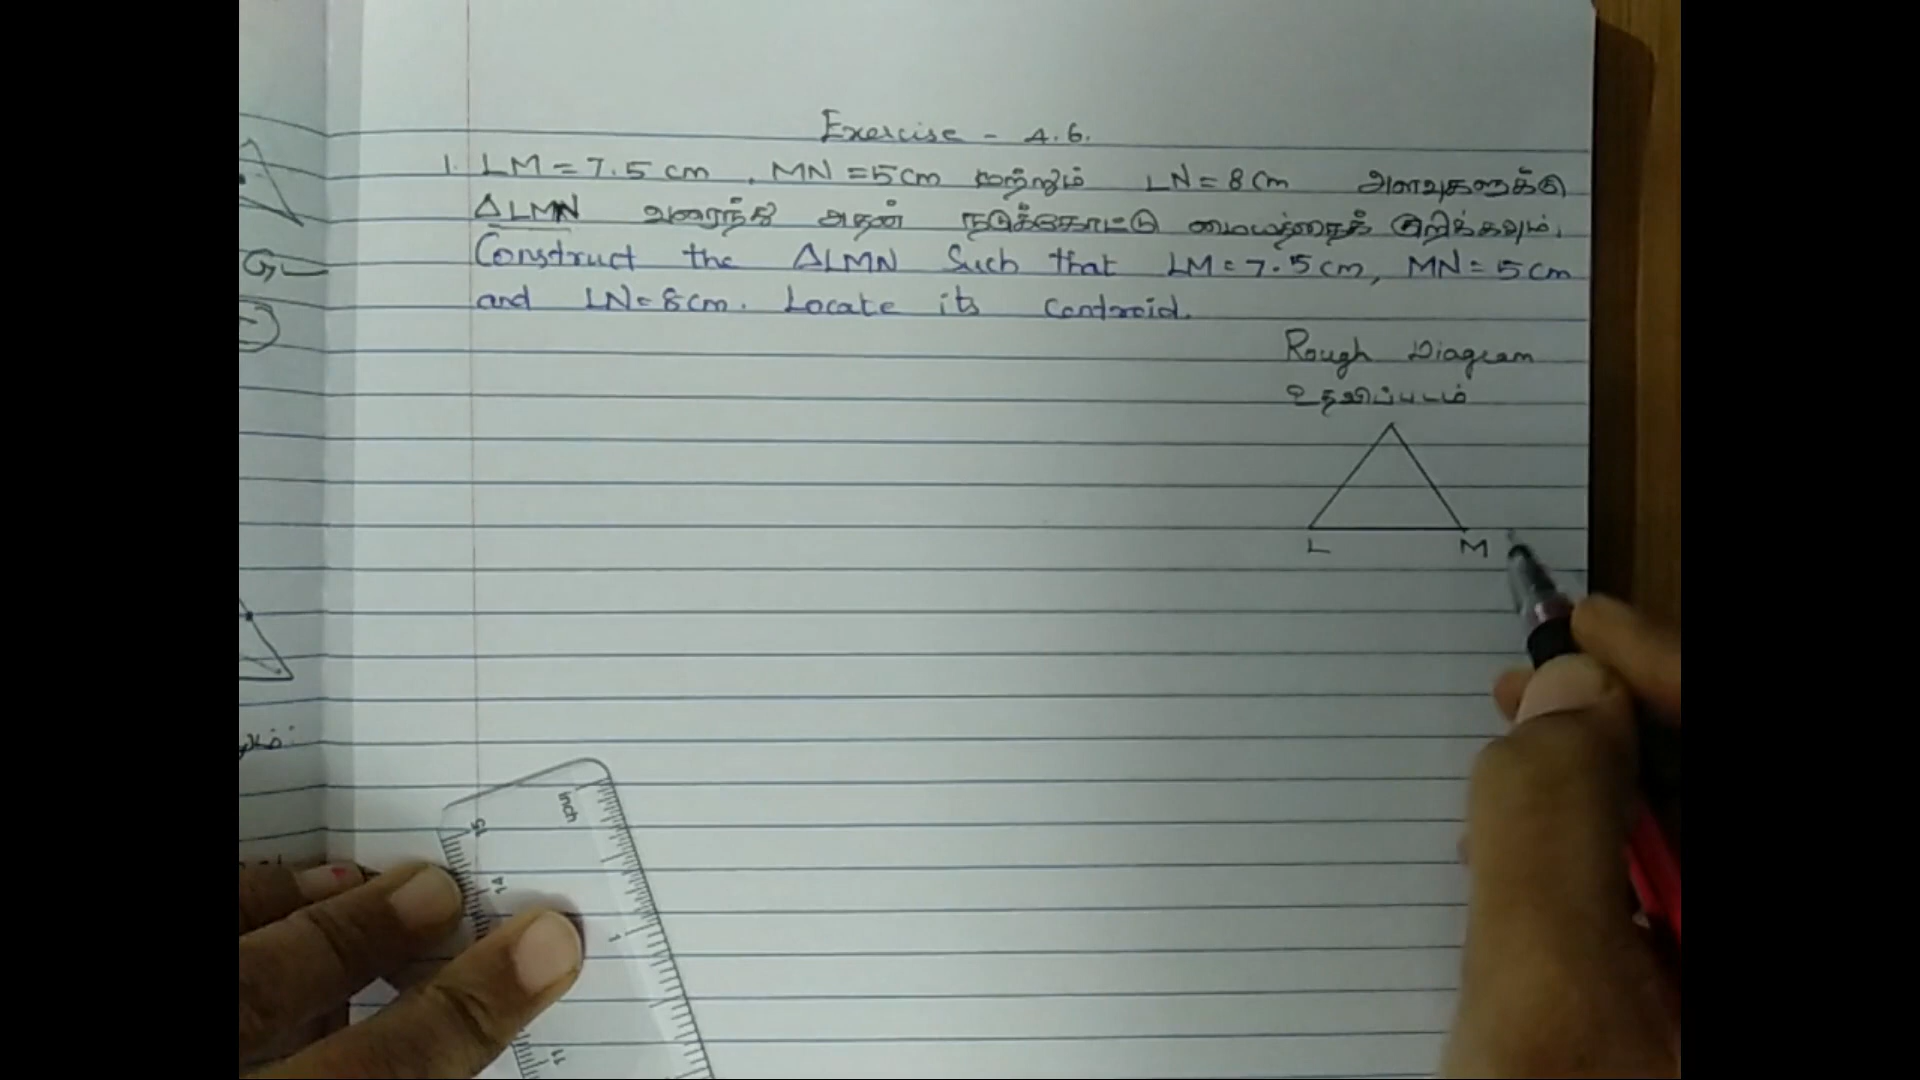 Exercise - 4.6.
1. LM = 7.5 cm , MN = 5 cm மற்றும் LN = 8 cm அளவுகளுக்கு
ΔLMN வரைந்து அதன் நடுக்கோட்டு மையத்தைக் குறிக்கவும்.
Construct the ΔLMN Such that LM = 7.5 cm, MN = 5 cm
and LN = 8 cm. Locate its centroid.
Rough Diagram
உதவிப்படம்
L M
inch
15
14
1
11